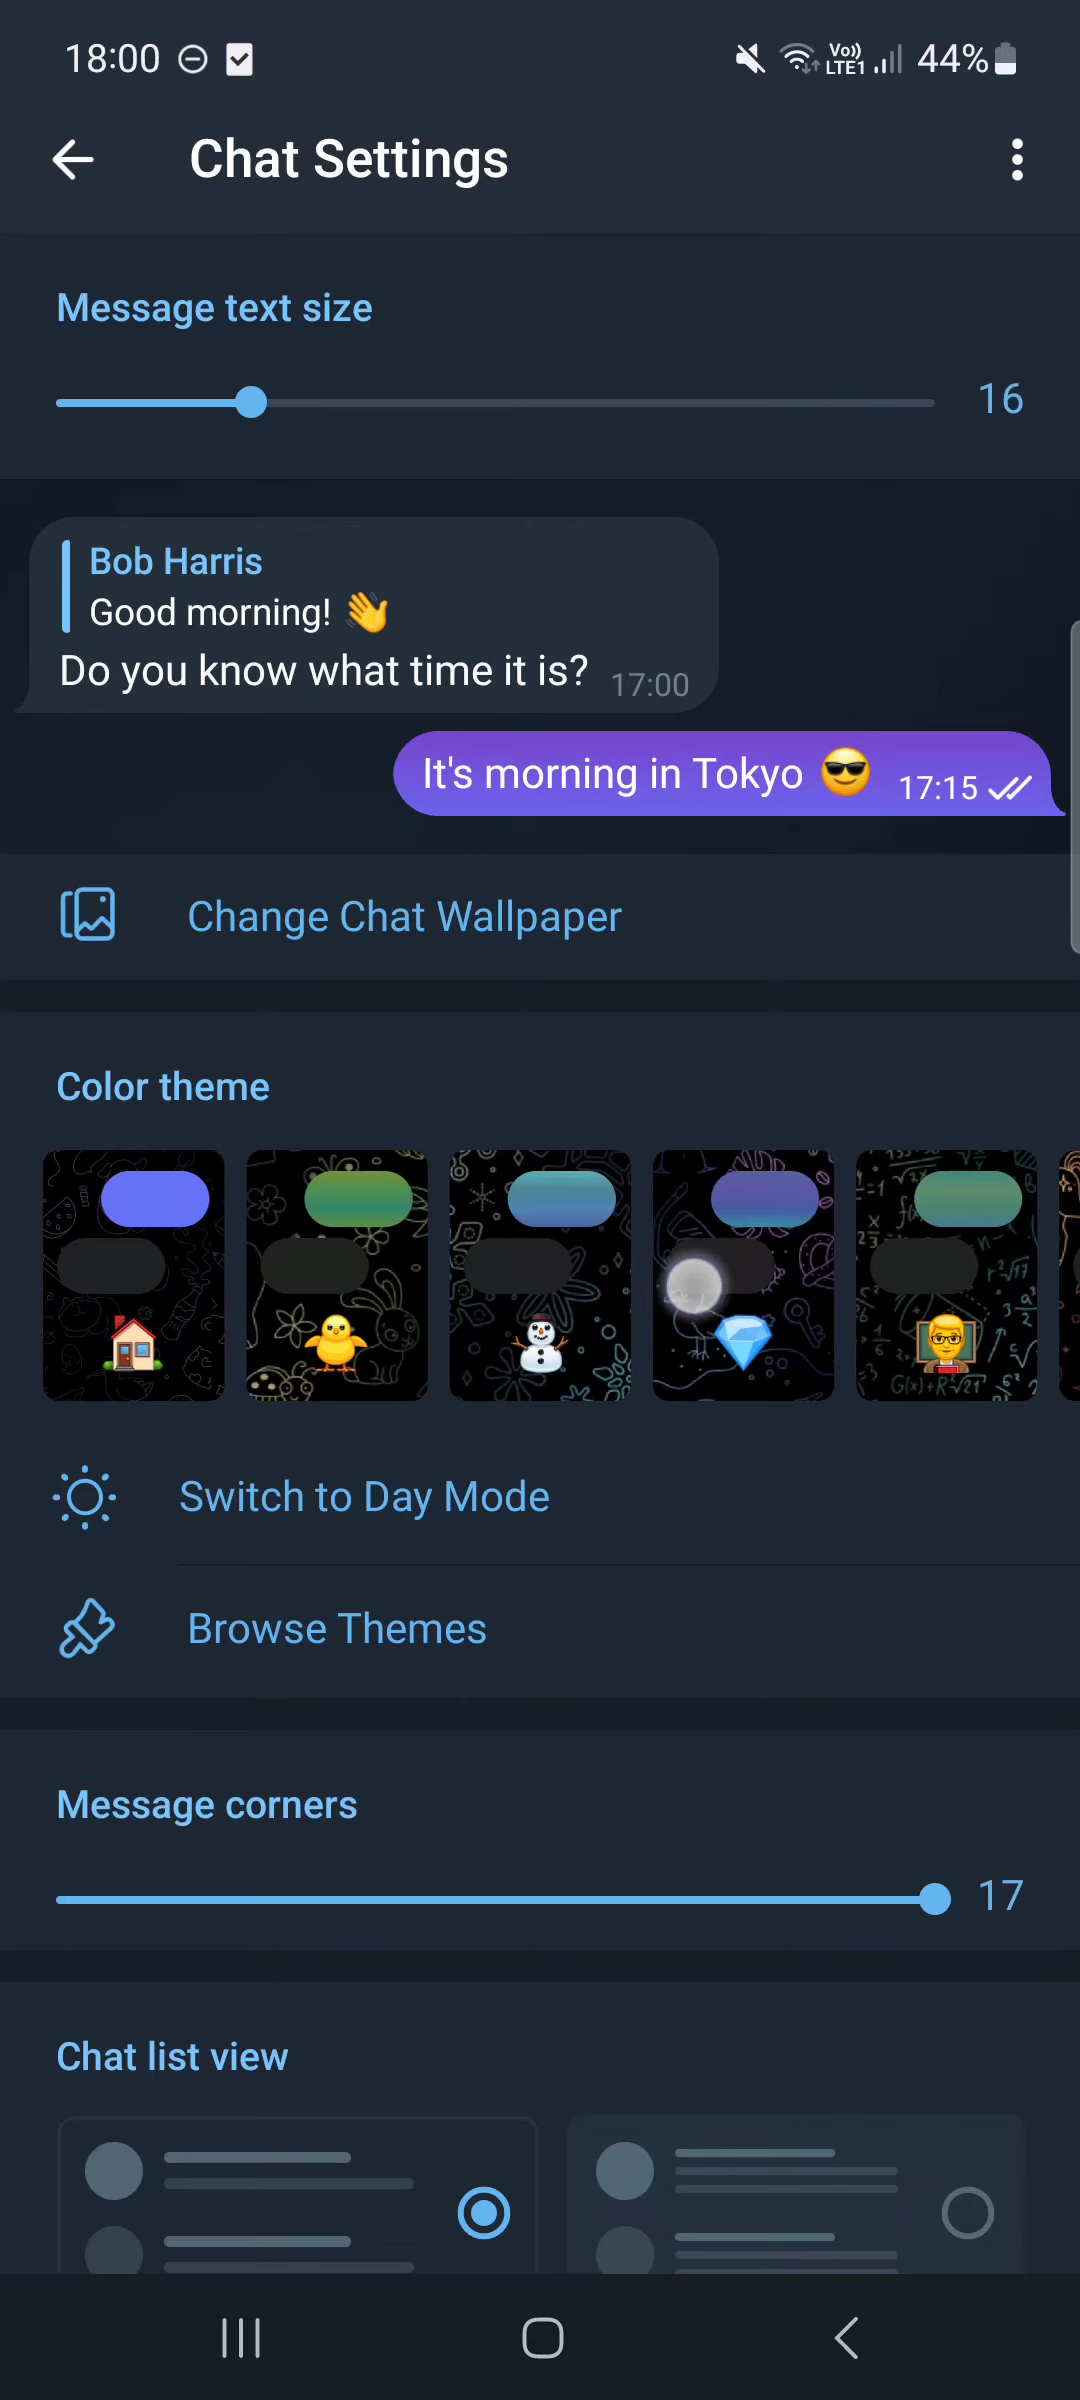 18:00
Vo))
LTE1
44%
Chat Settings
Message text size
16
Bob Harris
Good morning! 👋
Do you know what time it is? 17:00
It's morning in Tokyo 😎 17:15
Change Chat Wallpaper
Color theme
Switch to Day Mode
Browse Themes
Message corners
17
Chat list view